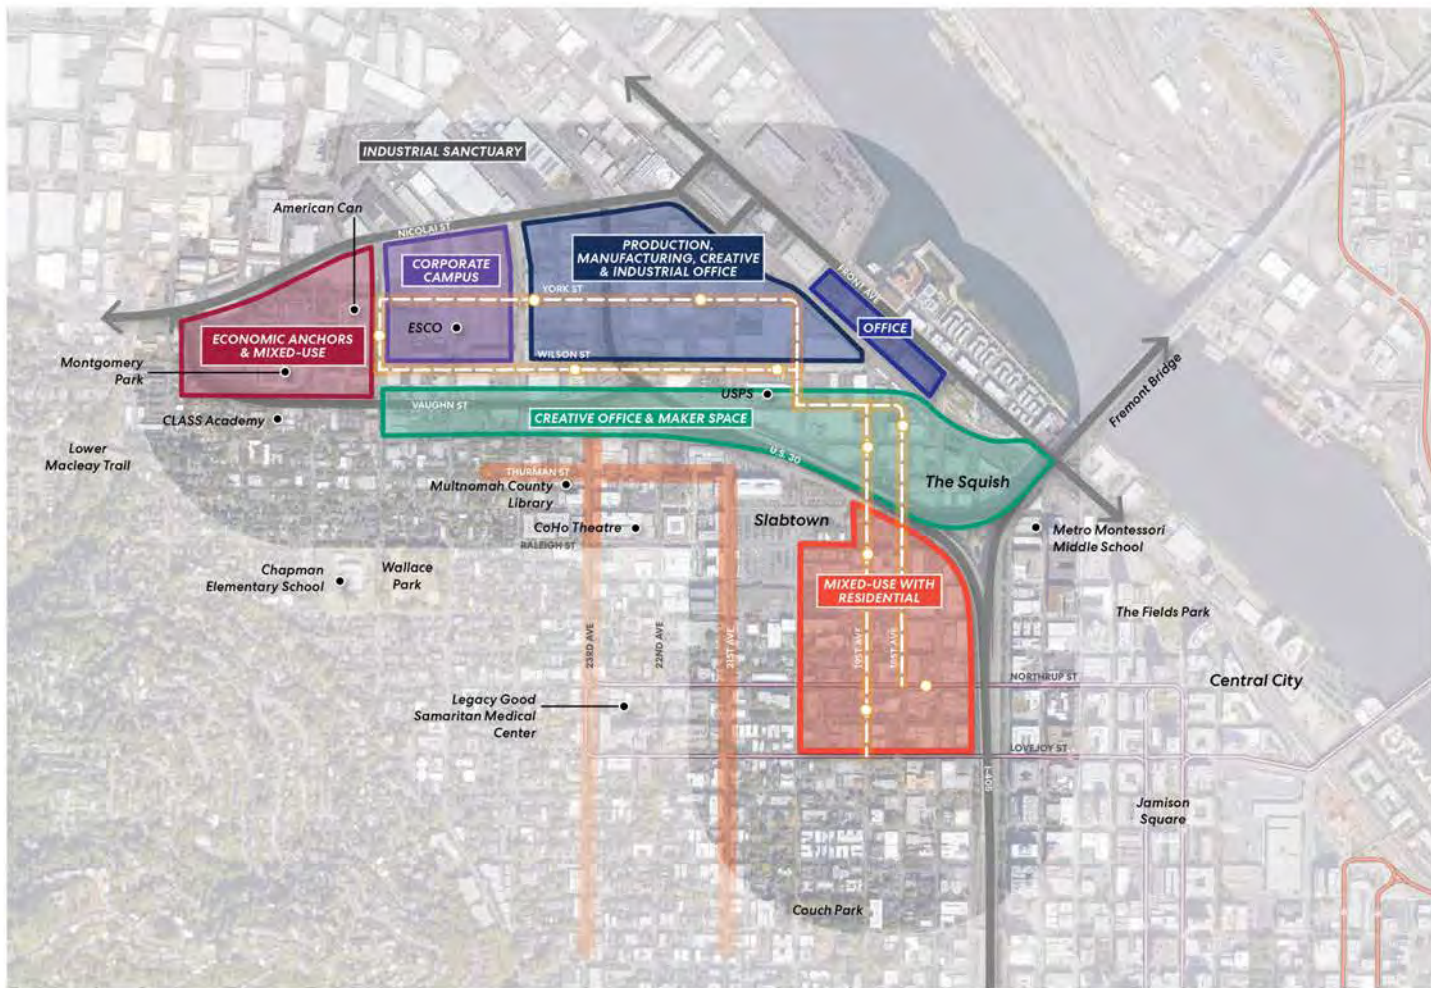 INDUSTRIAL SANCTUARY
American Can
NICOLAI ST
PRODUCTION,
MANUFACTURING, CREATIVE
& INDUSTRIAL OFFICE
CORPORATE
CAMPUS
FRONT AVE
YORK ST
ESCO
OFFICE
ECONOMIC ANCHORS
& MIXED-USE
WILSON ST
Montgomery
Park
Fremont Bridge
USPS
VAUGHN ST
CREATIVE OFFICE & MAKER SPACE
CLASS Academy
Lower
Macleay Trail
U.S. 30
THURMAN ST
The Squish
Multnomah County
Library
Slabtown
CoHo Theatre
Metro Montessori
Middle School
RALEIGH ST
Chapman
Elementary School
Wallace
Park
MIXED-USE WITH
RESIDENTIAL
The Fields Park
23RD AVE
22ND AVE
21ST AVE
19ST AVE
18ST AVE
NORTHRUP ST
Central City
Legacy Good
Samaritan Medical
Center
LOVEJOY ST
I-405
Jamison
Square
Couch Park